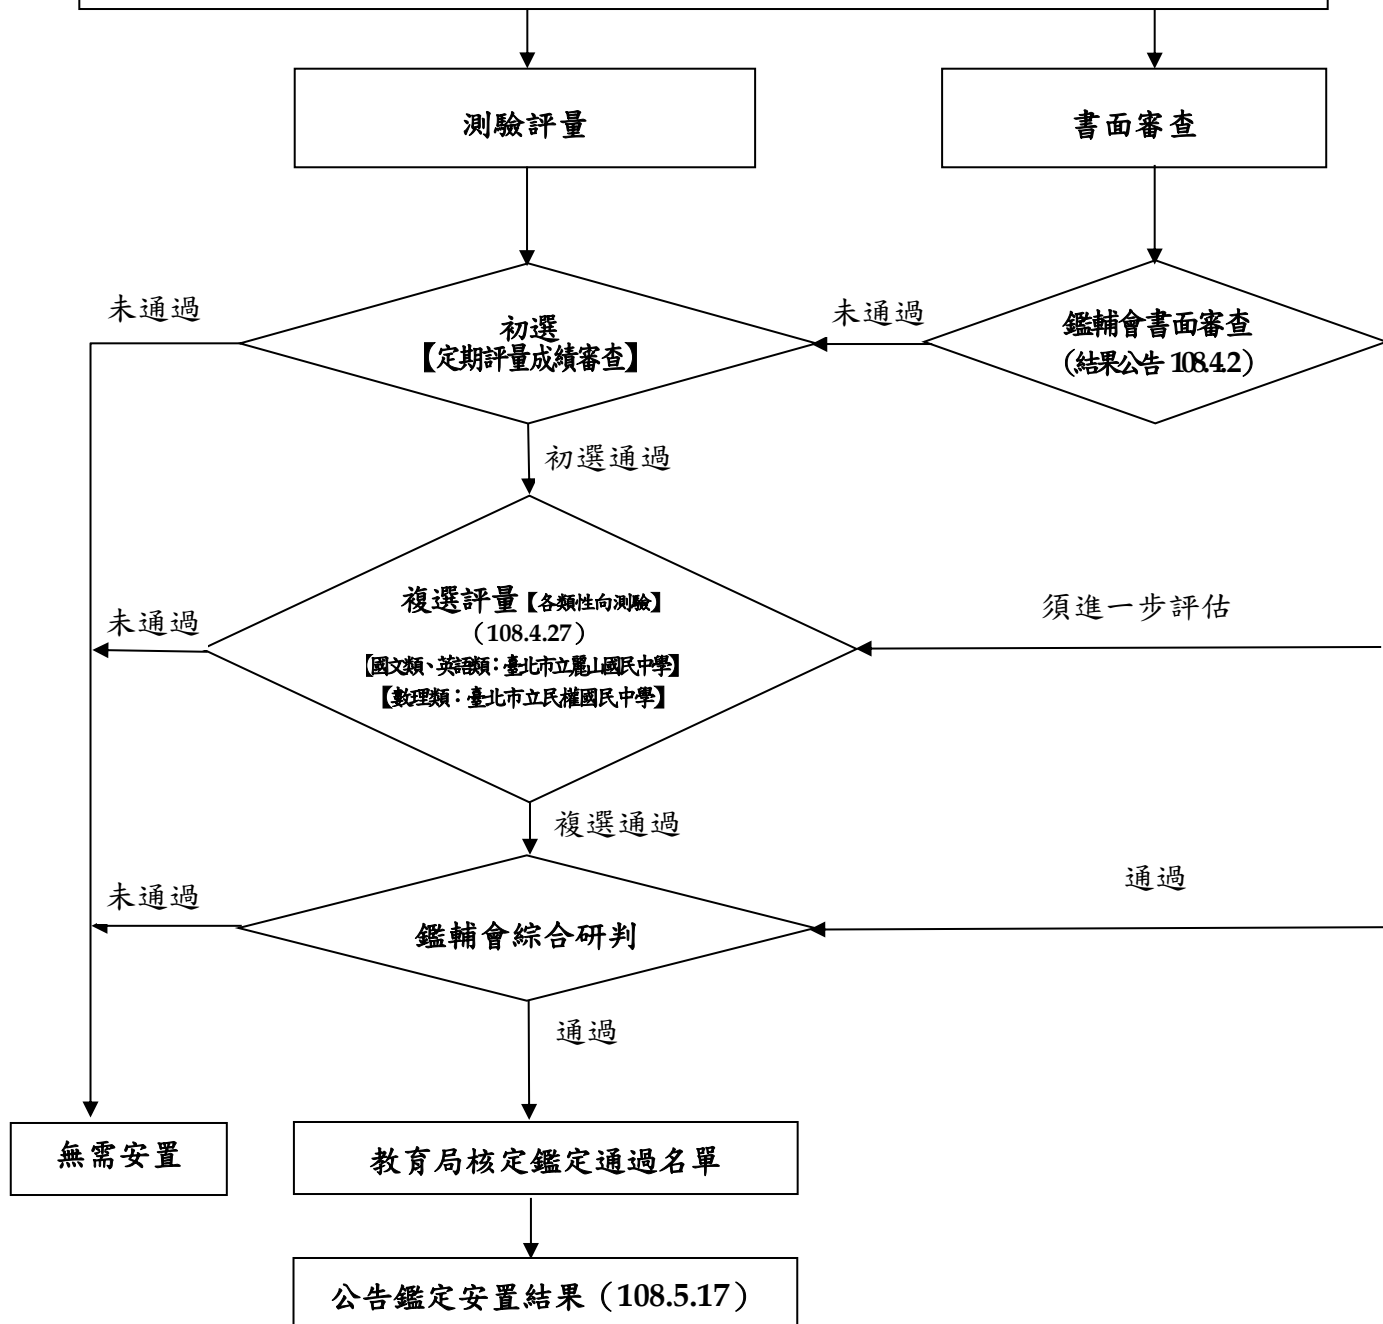 測驗評量
書面審查
未通過
初選
【定期評量成績審查】
未通過
鑑輔會書面審查
（結果公告 108.4.2）
初選通過
未通過
複選評量【各類性向測驗】
（108.4.27）
【國文類、英語類：臺北市立麗山國民中學】
【數理類：臺北市立民權國民中學】
須進一步評估
複選通過
未通過
鑑輔會綜合研判
通過
通過
無需安置
教育局核定鑑定通過名單
公告鑑定安置結果（108.5.17）